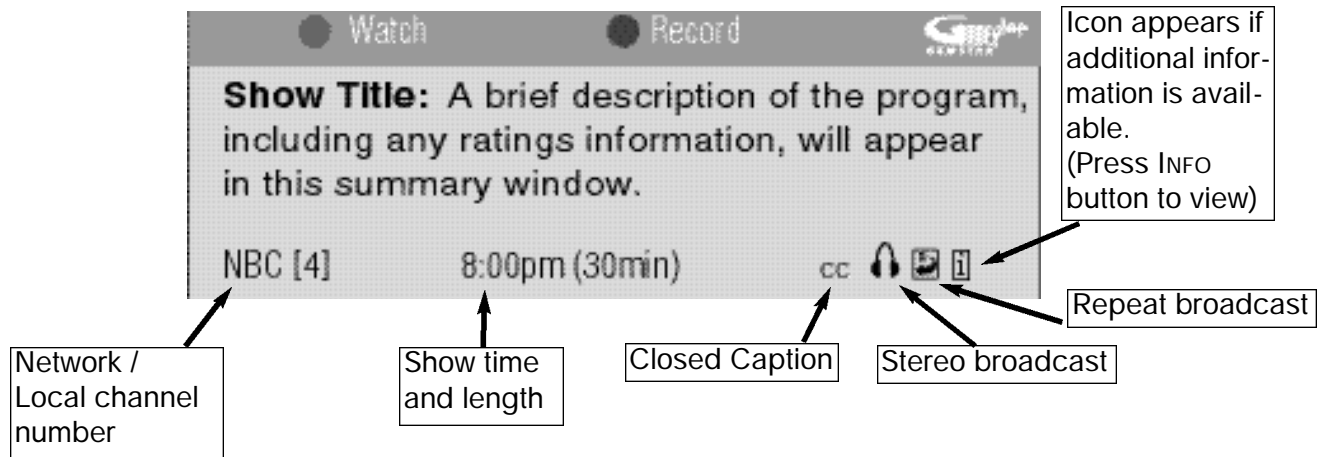 Watch Record
GEMSTAR
Icon appears if
additional infor-
mation is avail-
able.
(Press INFO
button to view)
Show Title: A brief description of the program,
including any ratings information, will appear
in this summary window.
NBC [4] 8:00pm (30min) cc i
Repeat broadcast
Network /
Local channel
number
Show time
and length
Closed Caption
Stereo broadcast